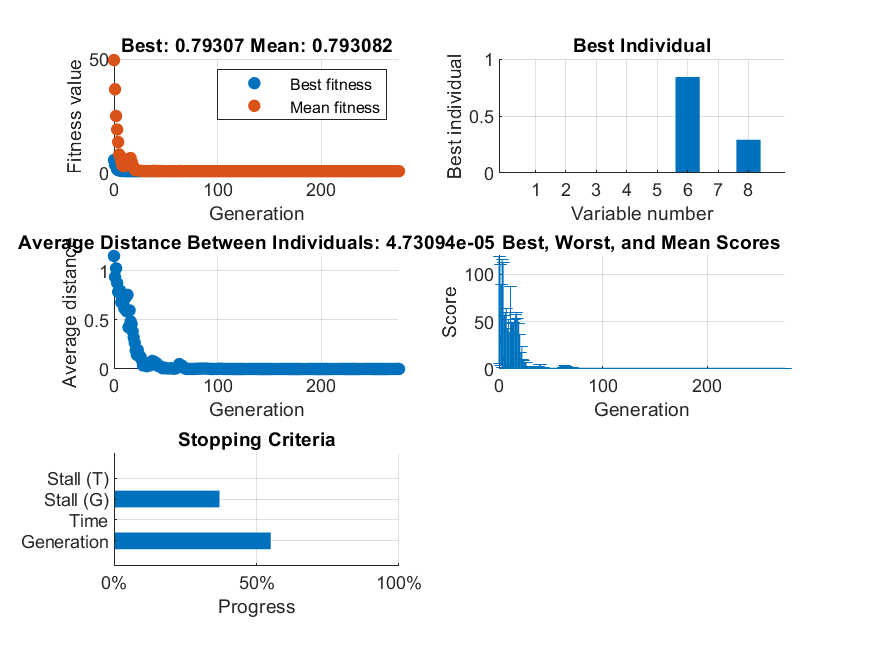 Best: 0.79307 Mean: 0.793082
Fitness value
50
0
Best fitness
Mean fitness
0 100 200
Generation
Best Individual
Best individual
1
0.5
0
1 2 3 4 5 6 7 8
Variable number
Average Distance Between Individuals: 4.73094e-05
Average distance
1
0.5
0
0 100 200
Generation
Best, Worst, and Mean Scores
Score
100
50
0
0 100 200
Generation
Stopping Criteria
Stall (T)
Stall (G)
Time
Generation
0% 50% 100%
Progress